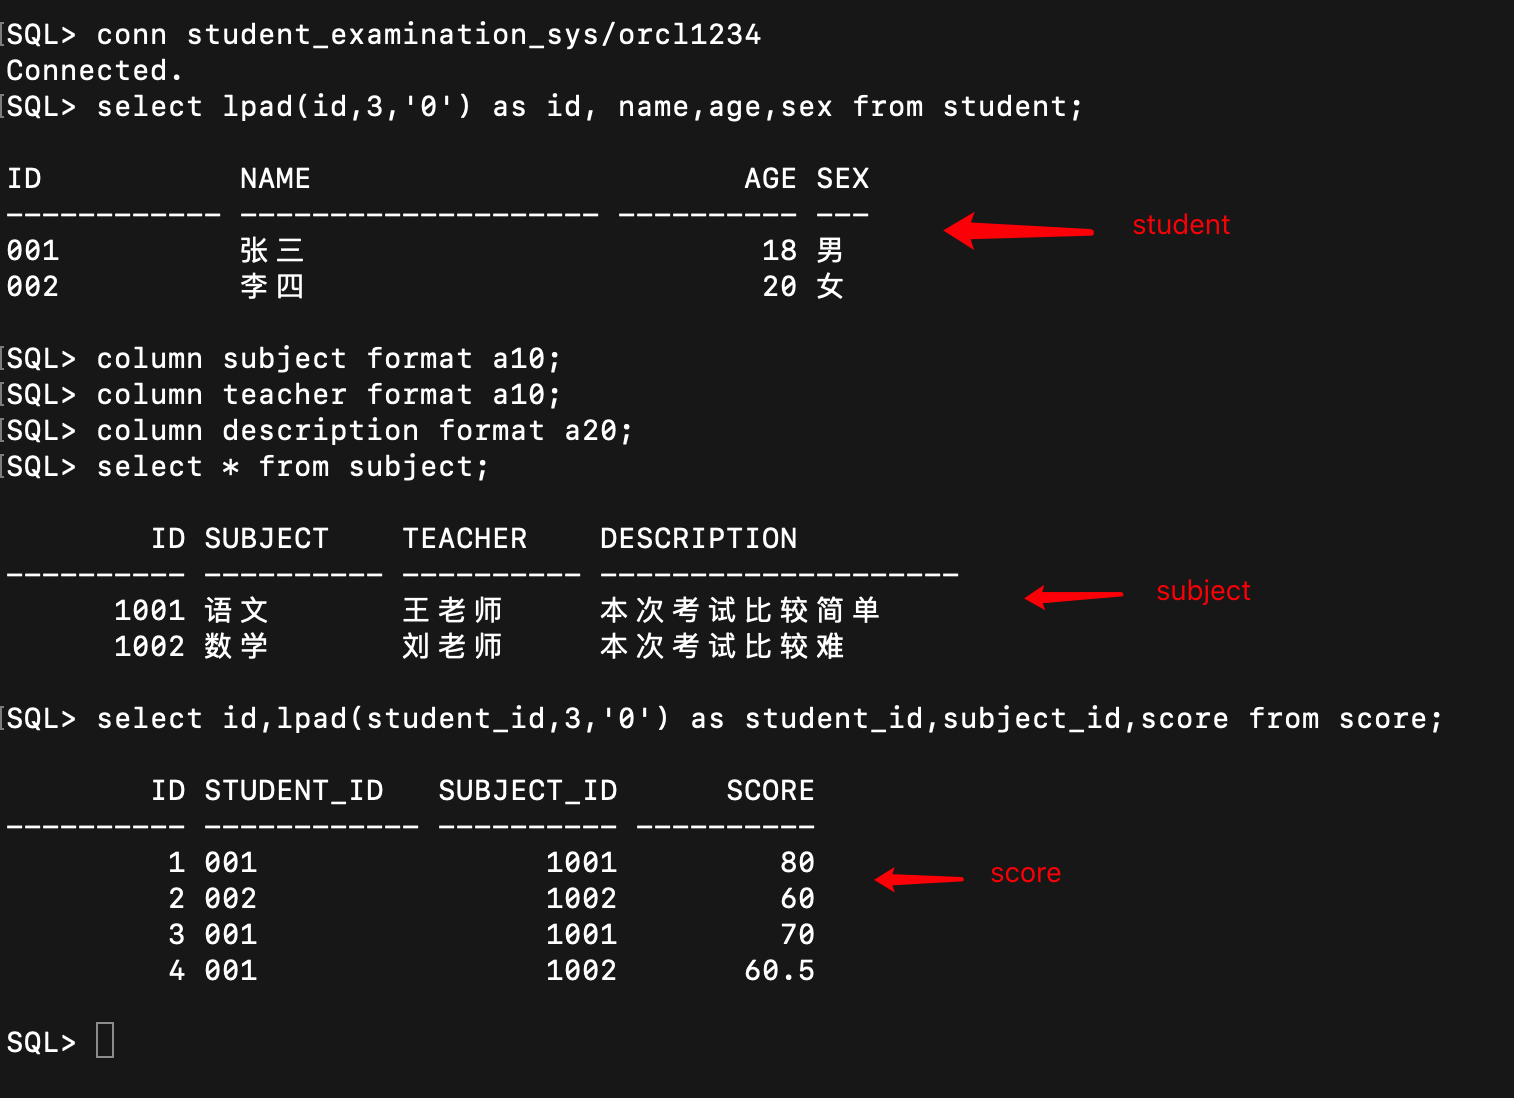 SQL> conn student_examination_sys/orcl1234
Connected.
SQL> select lpad(id,3,'0') as id, name,age,sex from student;
ID NAME AGE SEX
------------ -------------------- ---------- ---
student
001 张三 18 男
002 李四 20 女
SQL> column subject format a10;
SQL> column teacher format a10;
SQL> column description format a20;
SQL> select * from subject;
ID SUBJECT TEACHER DESCRIPTION
---------- ---------- ---------- --------------------
subject
1001 语文 王老师 本次考试比较简单
1002 数学 刘老师 本次考试比较难
SQL> select id,lpad(student_id,3,'0') as student_id,subject_id,score from score;
ID STUDENT_ID SUBJECT_ID SCORE
---------- ------------ ---------- ----------
1 001 1001 80
score
2 002 1002 60
3 001 1001 70
4 001 1002 60.5
SQL>